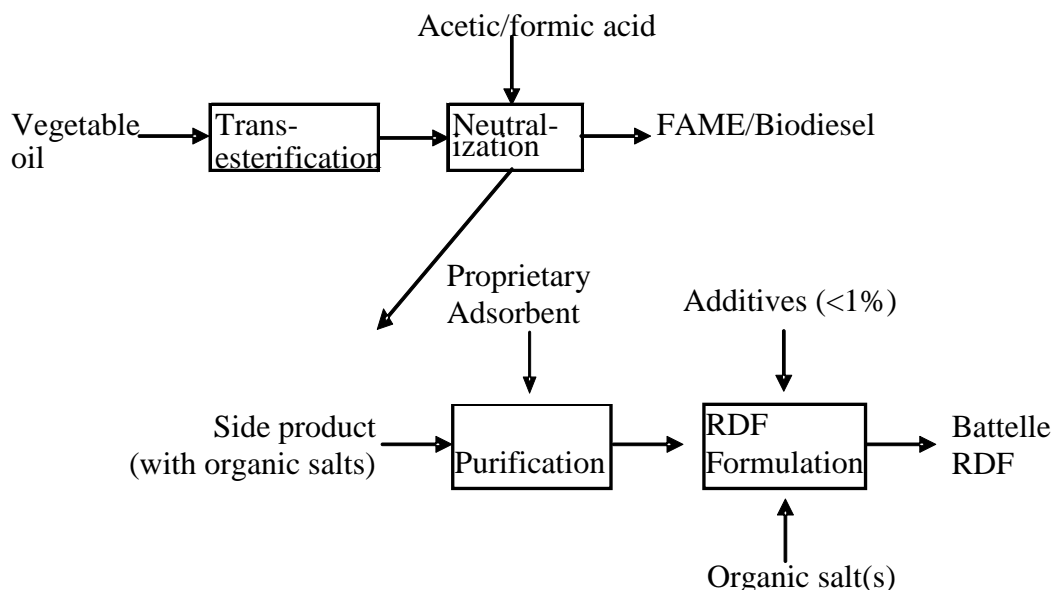 Acetic/formic acid
Vegetable
oil
Trans-
esterification
Neutral-
ization
FAME/Biodiesel
Proprietary
Adsorbent
Additives (<1%)
Side product
(with organic salts)
Purification
RDF
Formulation
Battelle
RDF
Organic salt(s)